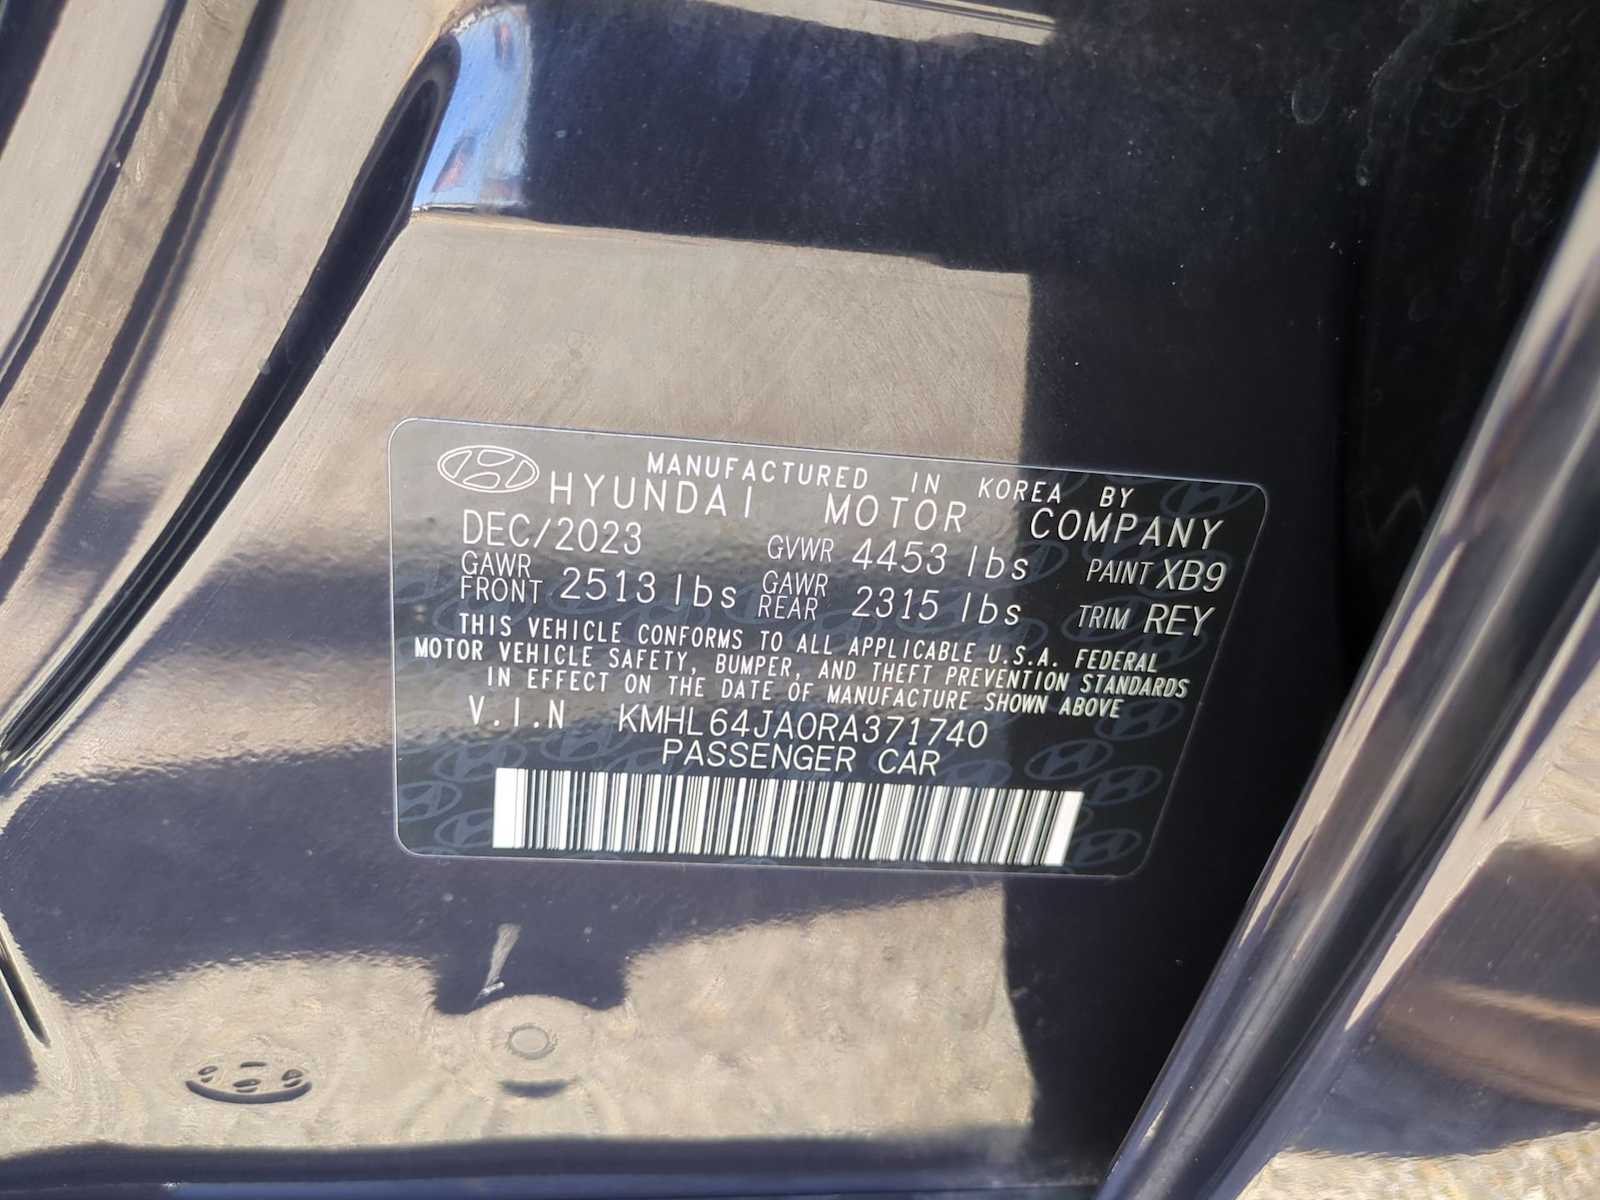 MANUFACTURED IN KOREA BY
HYUNDAI MOTOR COMPANY
DEC/2023 GVWR 4453 lbs PAINT XB9
GAWR FRONT 2513 lbs GAWR REAR 2315 lbs TRIM REY
THIS VEHICLE CONFORMS TO ALL APPLICABLE U.S.A. FEDERAL
MOTOR VEHICLE SAFETY, BUMPER, AND THEFT PREVENTION STANDARDS
IN EFFECT ON THE DATE OF MANUFACTURE SHOWN ABOVE
V.I.N KMHL64JA0RA371740
PASSENGER CAR